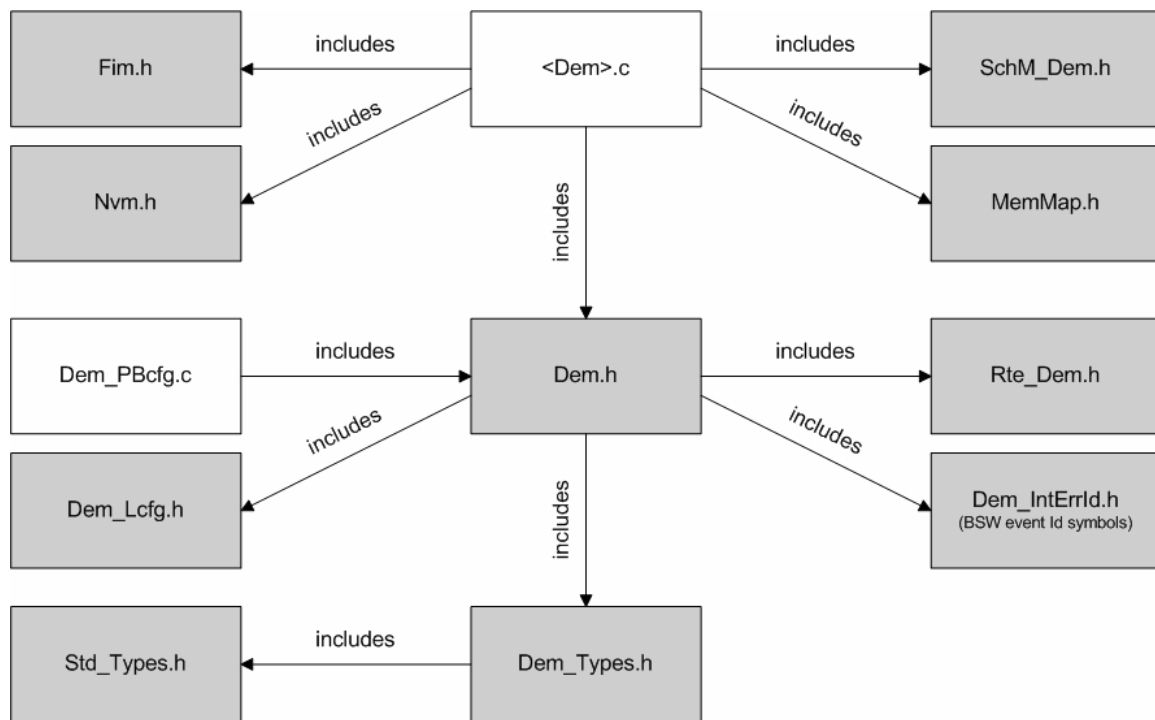 includes
includes
Fim.h
<Dem>.c
SchM_Dem.h
includes
includes
Nvm.h
MemMap.h
includes
includes
includes
Dem_PBcfg.c
Dem.h
Rte_Dem.h
includes
includes
Dem_Lcfg.h
Dem_IntErrId.h
(BSW event Id symbols)
includes
includes
Std_Types.h
Dem_Types.h